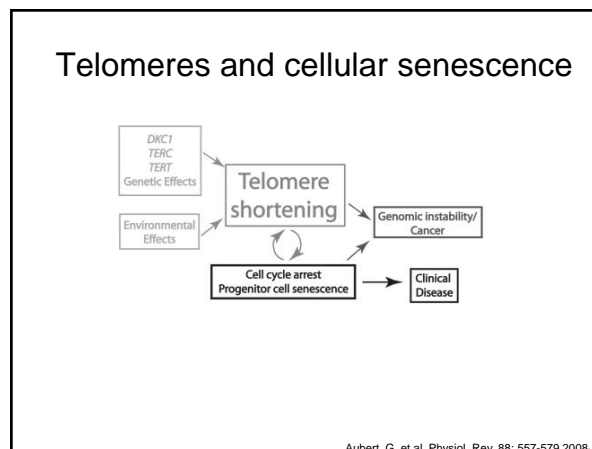 Telomeres and cellular senescence
DKC1
TERC
TERT
Genetic Effects
Environmental
Effects
Telomere
shortening
Genomic instability/
Cancer
Cell cycle arrest
Progenitor cell senescence
Clinical
Disease
Aubert, G. et al. Physiol. Rev. 88: 557-579 2008